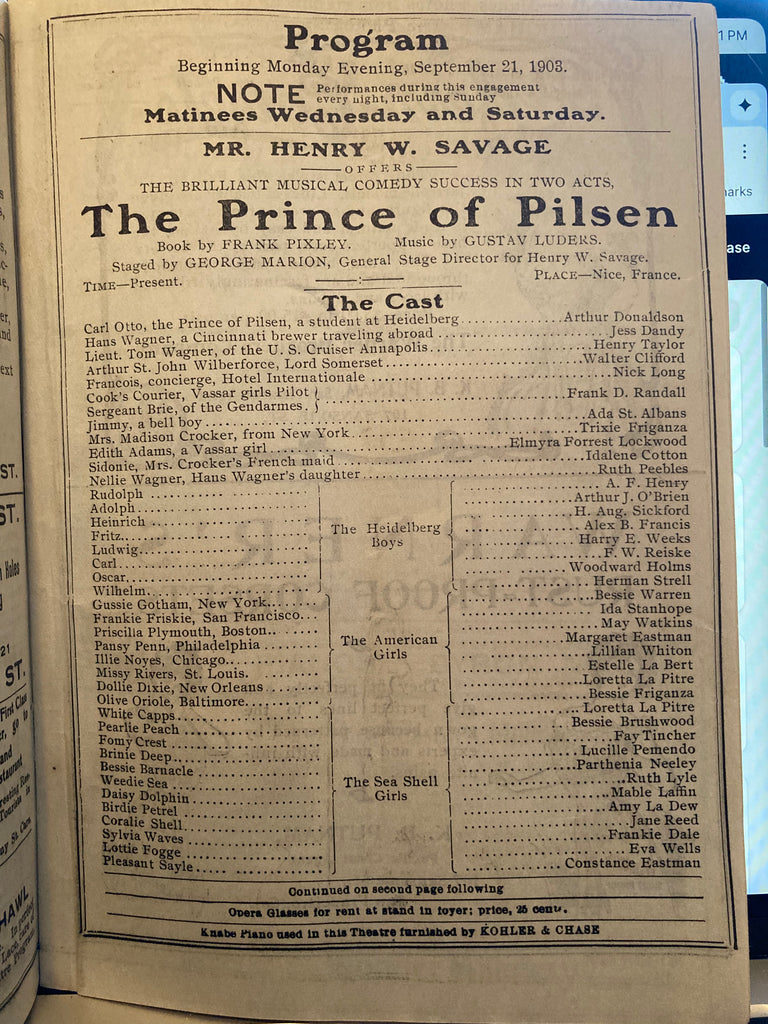 Program
Beginning Monday Evening, September 21, 1903.
NOTE Performances during this engagement
every night, including Sunday
Matinees Wednesday and Saturday.
MR. HENRY W. SAVAGE
OFFERS
THE BRILLIANT MUSICAL COMEDY SUCCESS IN TWO ACTS,
The Prince of Pilsen
Book by FRANK PIXLEY. Music by GUSTAV LUDERS.
Staged by GEORGE MARION, General Stage Director for Henry W. Savage.
TIME—Present. PLACE—Nice, France.
The Cast
Carl Otto, the Prince of Pilsen, a student at Heidelberg Arthur Donaldson
Hans Wagner, a Cincinnati brewer traveling abroad Jess Dandy
Lieut. Tom Wagner, of the U. S. Cruiser Annapolis Henry Taylor
Arthur St. John Wilberforce, Lord Somerset Walter Clifford
Francois, concierge, Hotel Internationale Nick Long
Cook's Courier, Vassar girls Pilot
Sergeant Brie, of the Gendarmes. Frank D. Randall
Jimmy, a bell boy Ada St. Albans
Mrs. Madison Crocker, from New York Trixie Friganza
Edith Adams, a Vassar girl Elmyra Forrest Lockwood
Sidonie, Mrs. Crocker's French maid Idalene Cotton
Nellie Wagner, Hans Wagner's daughter Ruth Peebles
Rudolph A. F. Henry
Adolph Arthur J. O'Brien
Heinrich H. Aug. Sickford
Fritz Alex B. Francis
The Heidelberg
Boys
Ludwig Harry E. Weeks
Carl F. W. Reiske
Oscar Woodward Holms
Wilhelm Herman Strell
Gussie Gotham, New York Bessie Warren
Frankie Friskie, San Francisco Ida Stanhope
Priscilla Plymouth, Boston May Watkins
Pansy Penn, Philadelphia Margaret Eastman
The American
Girls
Illie Noyes, Chicago Lillian Whiton
Missy Rivers, St. Louis. Estelle La Bert
Dollie Dixie, New Orleans Loretta La Pitre
Olive Oriole, Baltimore Bessie Friganza
White Capps Loretta La Pitre
Pearlie Peach Bessie Brushwood
Fomy Crest Fay Tincher
Brinie Deep Lucille Pemendo
Bessie Barnacle Parthenia Neeley
Weedie Sea Ruth Lyle
The Sea Shell
Girls
Daisy Dolphin Mable Laffin
Birdie Petrel Amy La Dew
Coralie Shell Jane Reed
Sylvia Waves Frankie Dale
Lottie Fogge Eva Wells
Pleasant Sayle Constance Eastman
Continued on second page following
Opera Glasses for rent at stand in foyer; price, 25 cents.
Knabe Piano used in this Theatre furnished by KOHLER & CHASE
1 PM
ST.
ST.
21
ST.
First Class